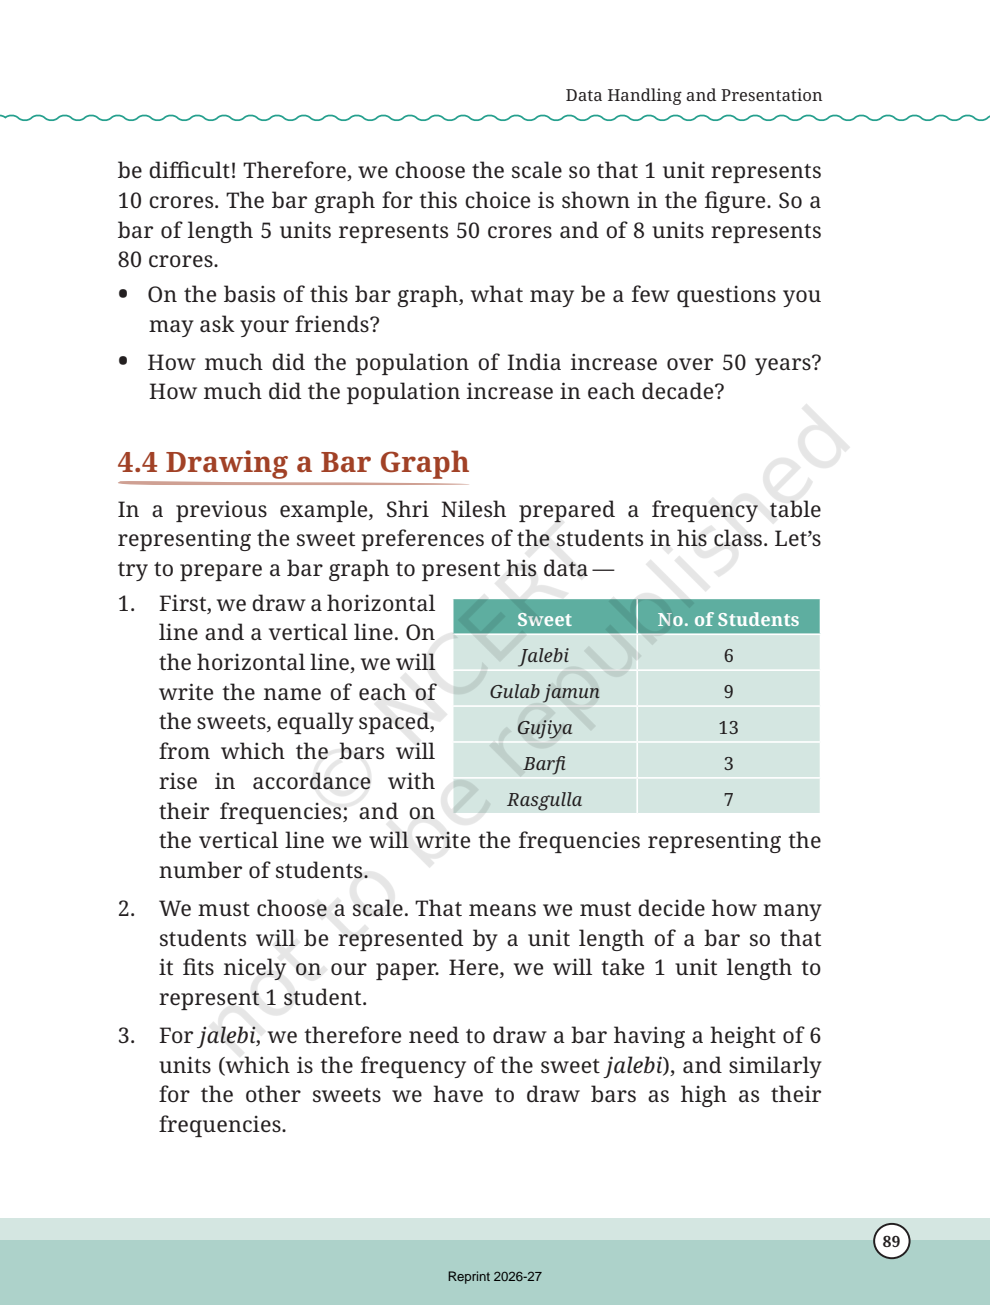 Data Handling and Presentation
be difficult! Therefore, we choose the scale so that 1 unit represents
10 crores. The bar graph for this choice is shown in the figure. So a
bar of length 5 units represents 50 crores and of 8 units represents
80 crores.
• On the basis of this bar graph, what may be a few questions you
may ask your friends?
• How much did the population of India increase over 50 years?
How much did the population increase in each decade?
4.4 Drawing a Bar Graph
In a previous example, Shri Nilesh prepared a frequency table
representing the sweet preferences of the students in his class. Let’s
try to prepare a bar graph to present his data —
1. First, we draw a horizontal
line and a vertical line. On
the horizontal line, we will
write the name of each of
the sweets, equally spaced,
from which the bars will
rise in accordance with
their frequencies; and on
the vertical line we will write the frequencies representing the
number of students.
Sweet No. of Students
Jalebi 6
Gulab jamun 9
Gujiya 13
Barfi 3
Rasgulla 7
2. We must choose a scale. That means we must decide how many
students will be represented by a unit length of a bar so that
it fits nicely on our paper. Here, we will take 1 unit length to
represent 1 student.
3. For jalebi, we therefore need to draw a bar having a height of 6
units (which is the frequency of the sweet jalebi), and similarly
for the other sweets we have to draw bars as high as their
frequencies.
© NCERT
not to be republished
89
Reprint 2026-27